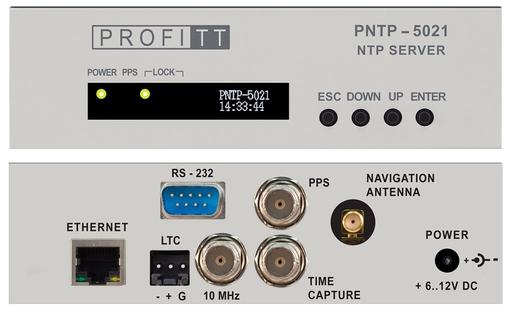 PROFITT
PNTP - 5021
NTP SERVER
POWER PPS LOCK
PNTP-5021
14:33:44
ESC DOWN UP ENTER
RS - 232
PPS
NAVIGATION
ANTENNA
ETHERNET
LTC
POWER
- + G
10 MHz
TIME
CAPTURE
+ -
+ 6..12V DC